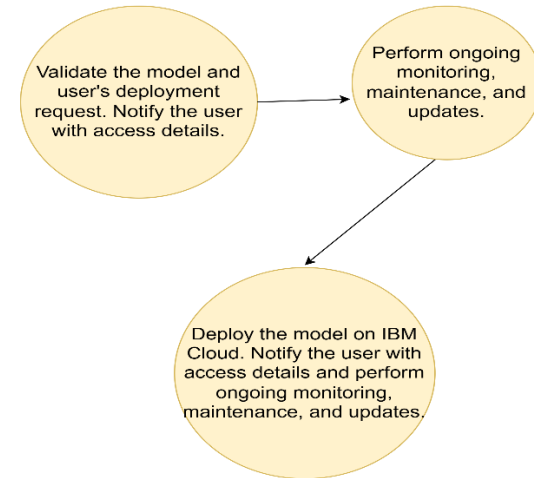 Validate the model and
user's deployment
request. Notify the user
with access details.
Perform ongoing
monitoring,
maintenance, and
updates.
Deploy the model on IBM
Cloud. Notify the user with
access details and perform
ongoing monitoring,
maintenance, and updates.